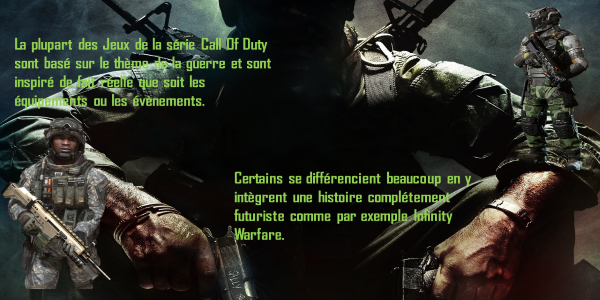 La plupart des Jeux de la série Call Of Duty
sont basé sur le thème de la guerre et sont
inspiré de fait réelle que soit les
équipements ou les évènements.
Certains se différencient beaucoup en y
intègrent une histoire complétement
futuriste comme par exemple Infinity
Warfare.